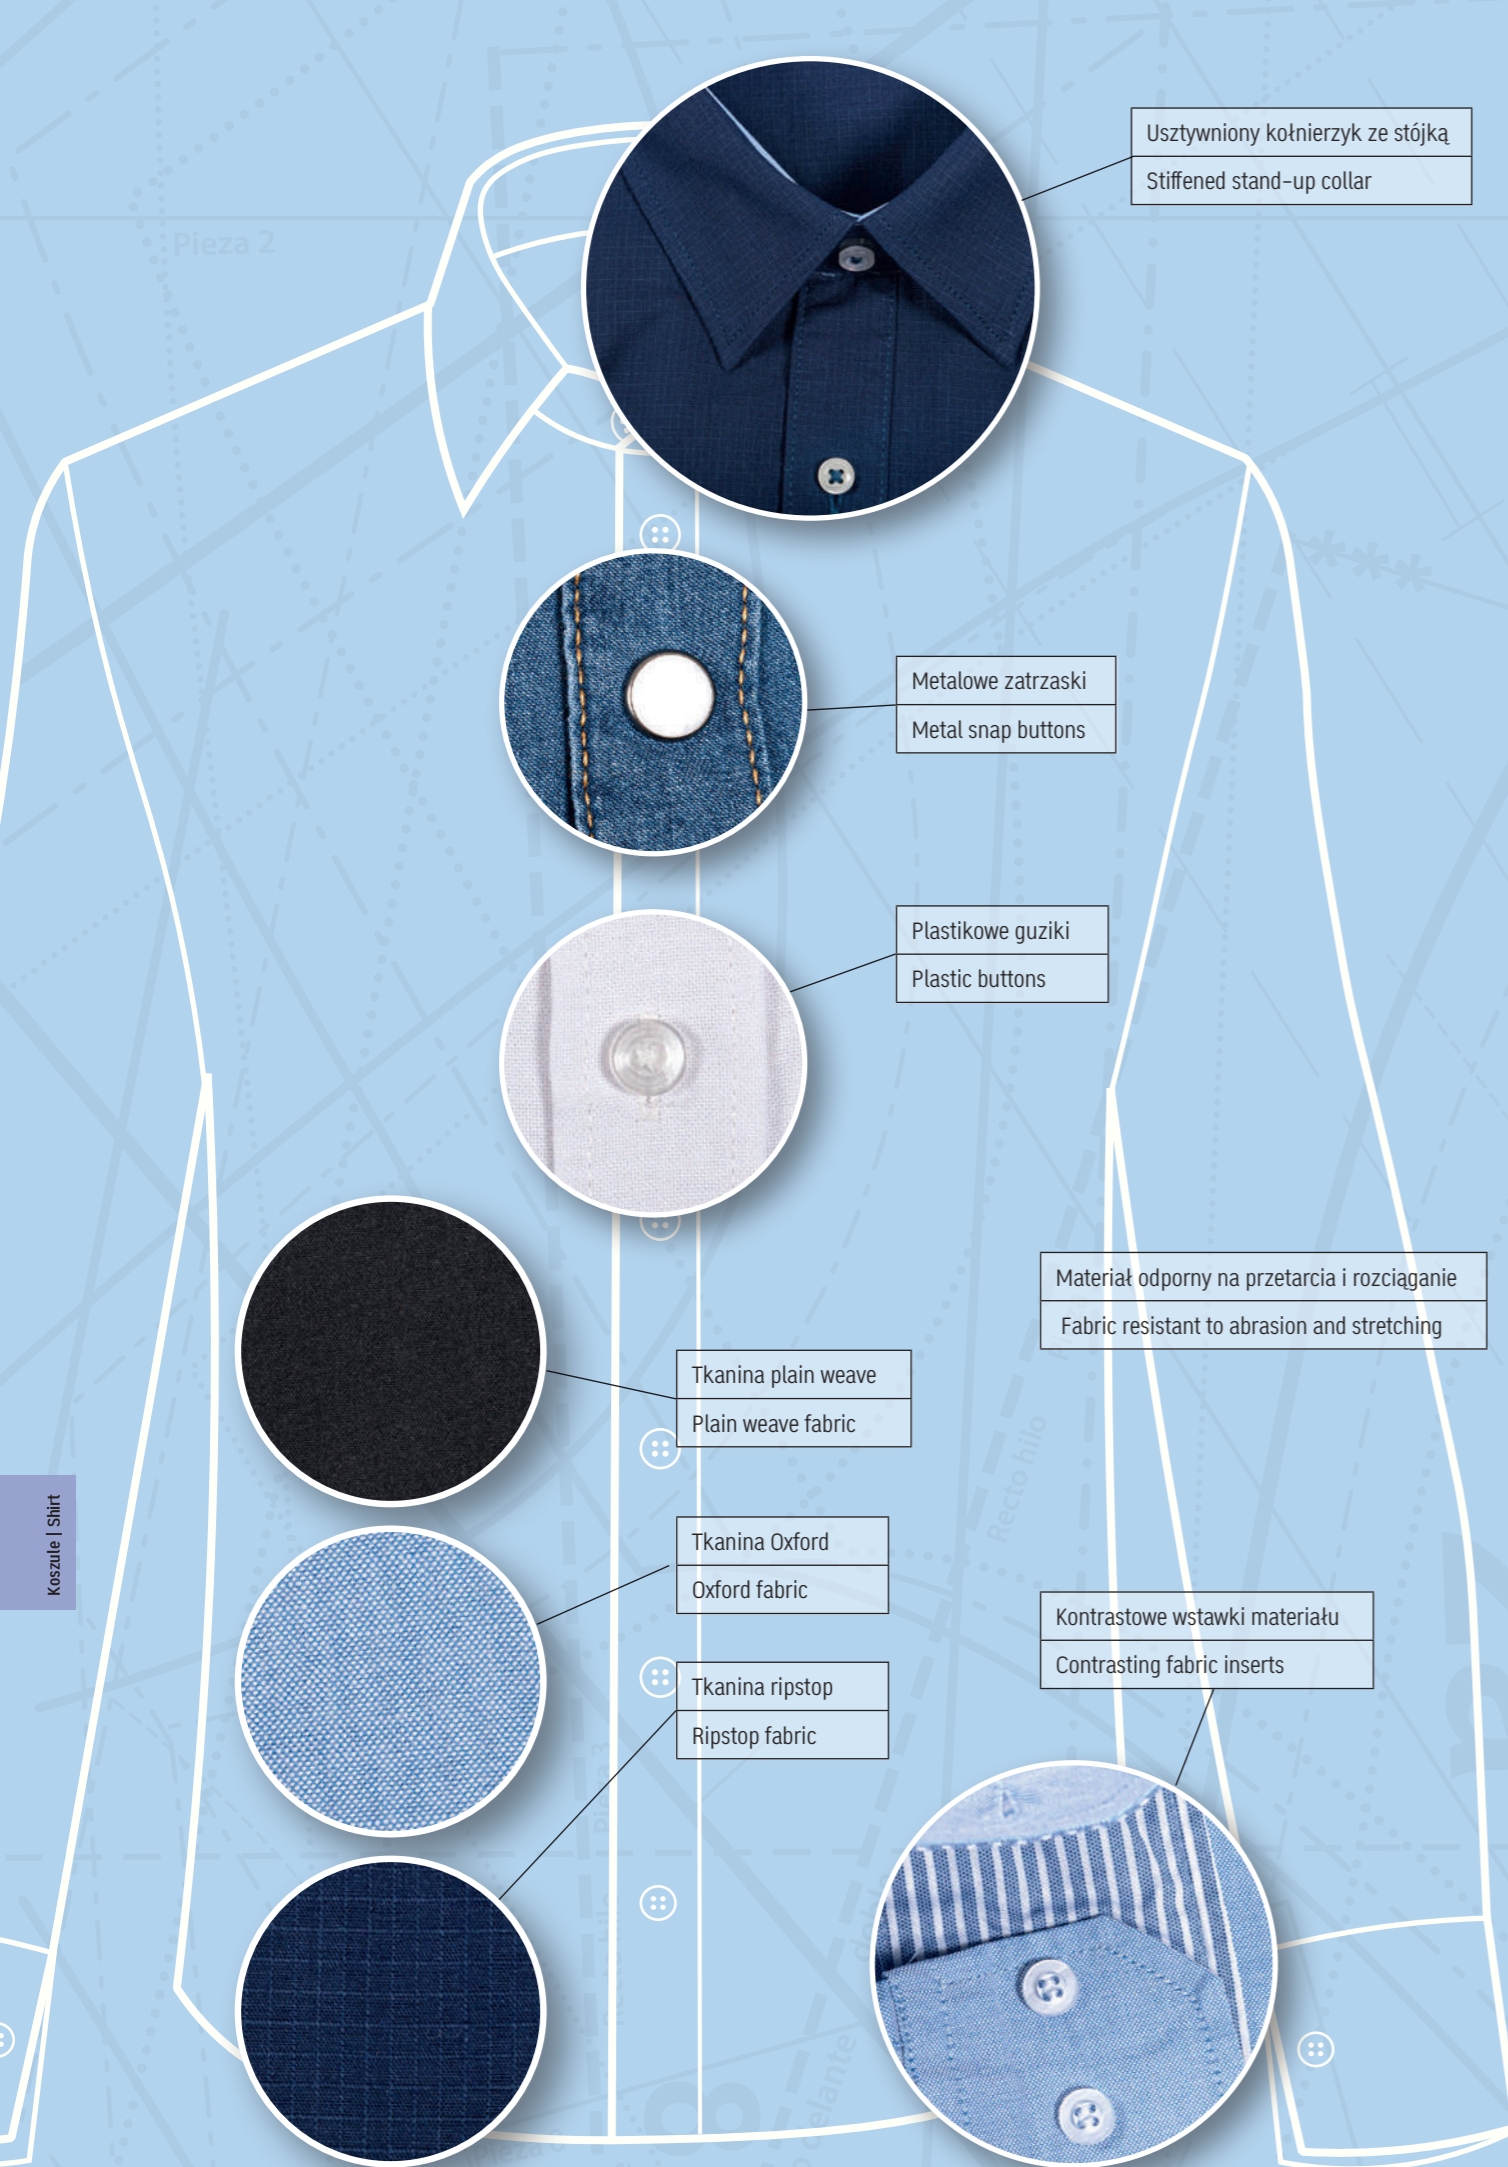 Usztywniony kołnierzyk ze stójką
Stiffened stand-up collar
Pieza 2
***
Metalowe zatrzaski
Metal snap buttons
Plastikowe guziki
Plastic buttons
Materiał odporny na przetarcia i rozciąganie
Fabric resistant to abrasion and stretching
Tkanina plain weave
Plain weave fabric
Recto hilo
Koszule | Shirt
Tkanina Oxford
Oxford fabric
Kontrastowe wstawki materiału
Contrasting fabric inserts
Tkanina ripstop
Ripstop fabric
8